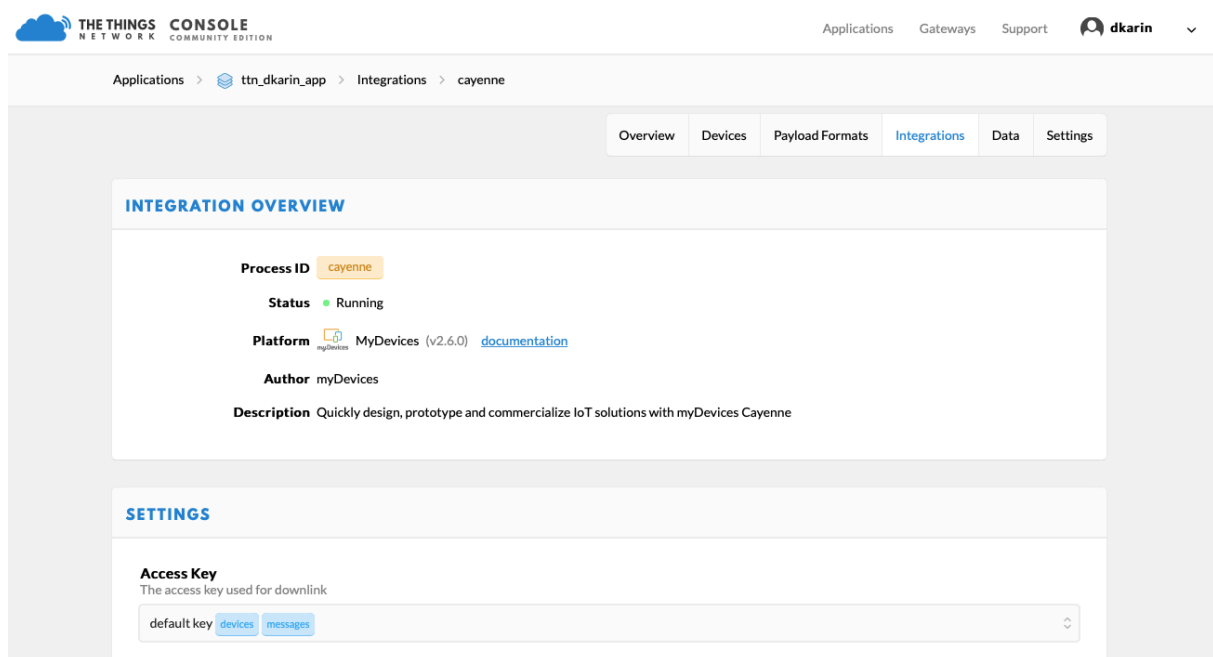 THE THINGS NETWORK CONSOLE COMMUNITY EDITION
Applications Gateways Support dkarin
Applications > ttn_dkarin_app > Integrations > cayenne
Overview Devices Payload Formats Integrations Data Settings
INTEGRATION OVERVIEW
Process ID cayenne
Status Running
Platform myDevices MyDevices (v2.6.0) documentation
Author myDevices
Description Quickly design, prototype and commercialize IoT solutions with myDevices Cayenne
SETTINGS
Access Key
The access key used for downlink
default key devices messages